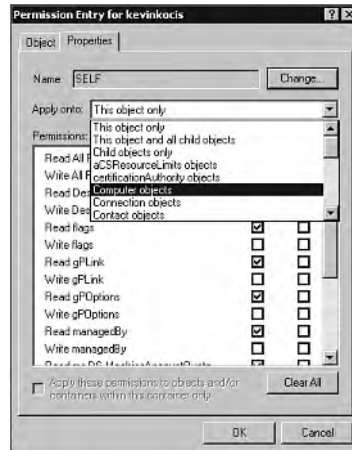 Permission Entry for kevinkocis
Object Properties
Name: SELF Change...
Apply onto: This object only
Permissions: This object only
This object and all child objects
Child objects only
Read All aCSResourceLimits objects
Write All certificationAuthority objects
Read Des Computer objects
Write Des Connection objects
Contact objects
Read flags
Write flags
Read gPLink
Write gPLink
Read gPOptions
Write gPOptions
Read managedBy
Write managedBy
Apply these permissions to objects and/or
containers within this container only
Clear All
OK Cancel